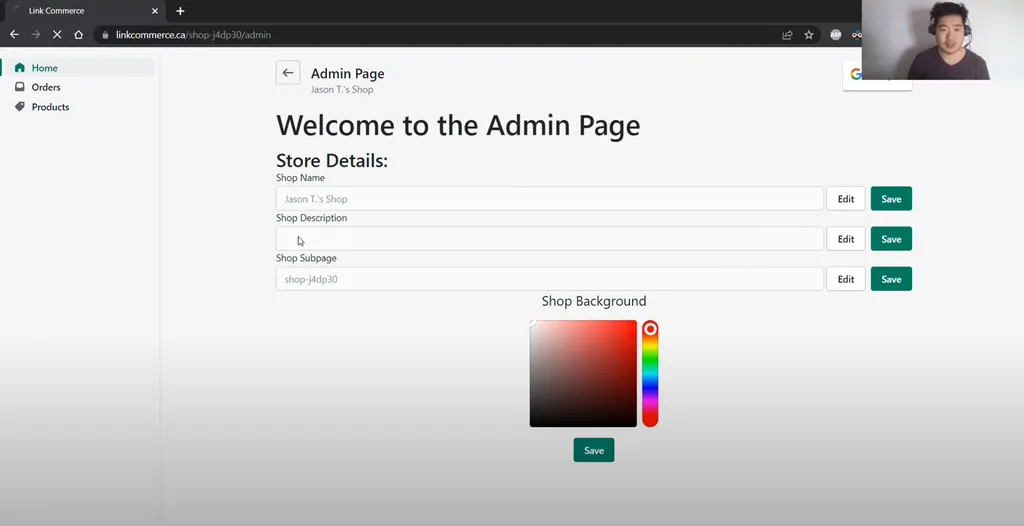 Link Commerce
linkcommerce.ca/shop-j4dp30/admin
Home
Orders
Products
Admin Page
Jason T.'s Shop
Welcome to the Admin Page
Store Details:
Shop Name
Jason T.'s Shop Edit Save
Shop Description
Edit Save
Shop Subpage
shop-j4dp30 Edit Save
Shop Background
Save